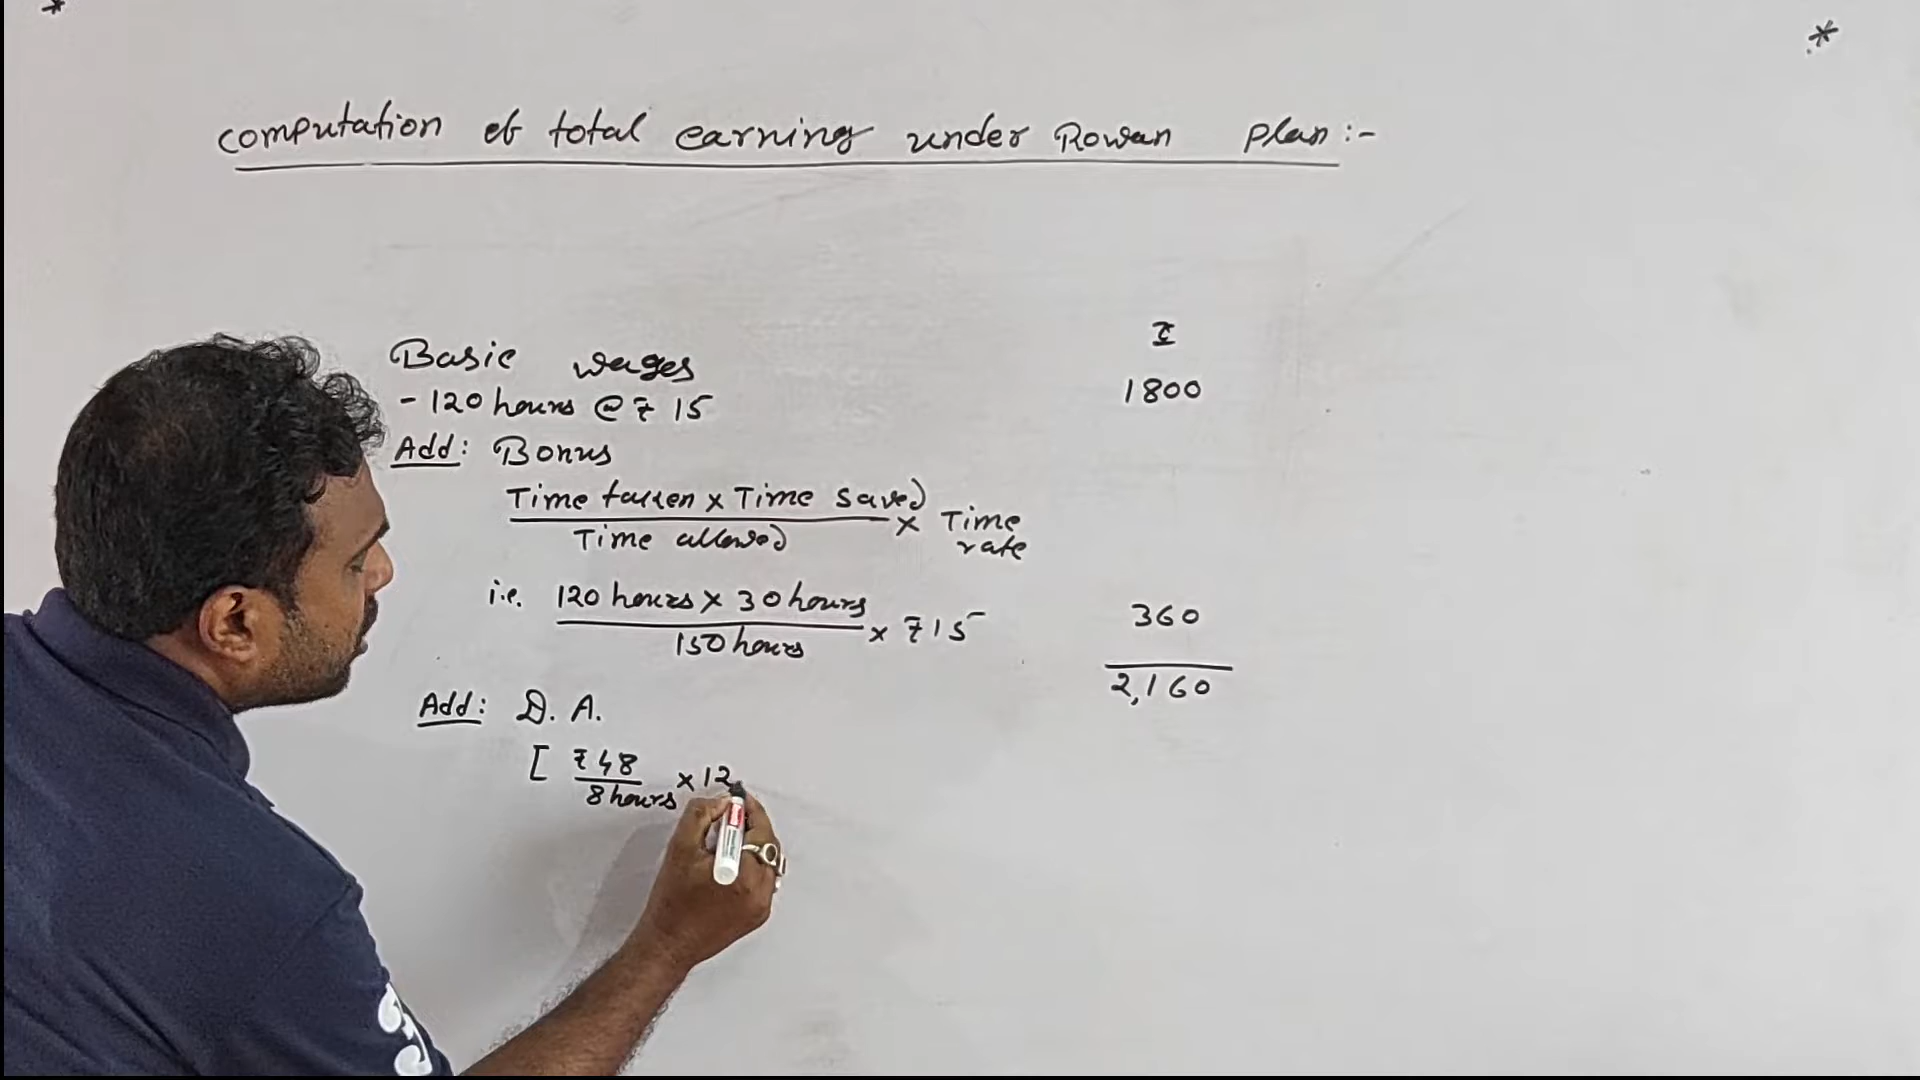 *
*
computation of total earning under Rowan plan:-
₹
Basic wages
- 120 hours @ ₹ 15 1800
Add: Bonus
Time taken x Time saved
Time allowed x Time rate
i.e. 120 hours x 30 hours
150 hours x ₹15 360
2,160
Add: D. A.
[ ₹48
8 hours x 12